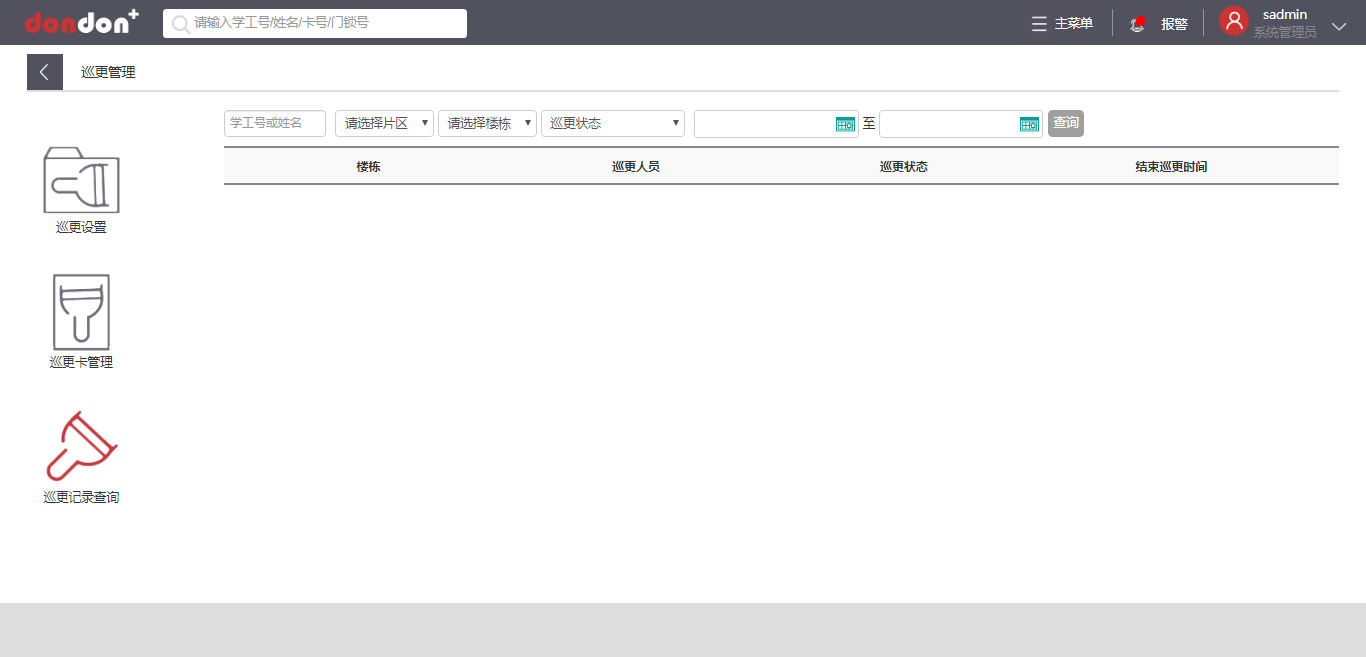 dondon+
请输入学工号/姓名/卡号/门锁号
主菜单
报警
sadmin
系统管理员
巡更管理
学工号或姓名
请选择片区
请选择楼栋
巡更状态
至
查询
楼栋
巡更人员
巡更状态
结束巡更时间
巡更设置
巡更卡管理
巡更记录查询